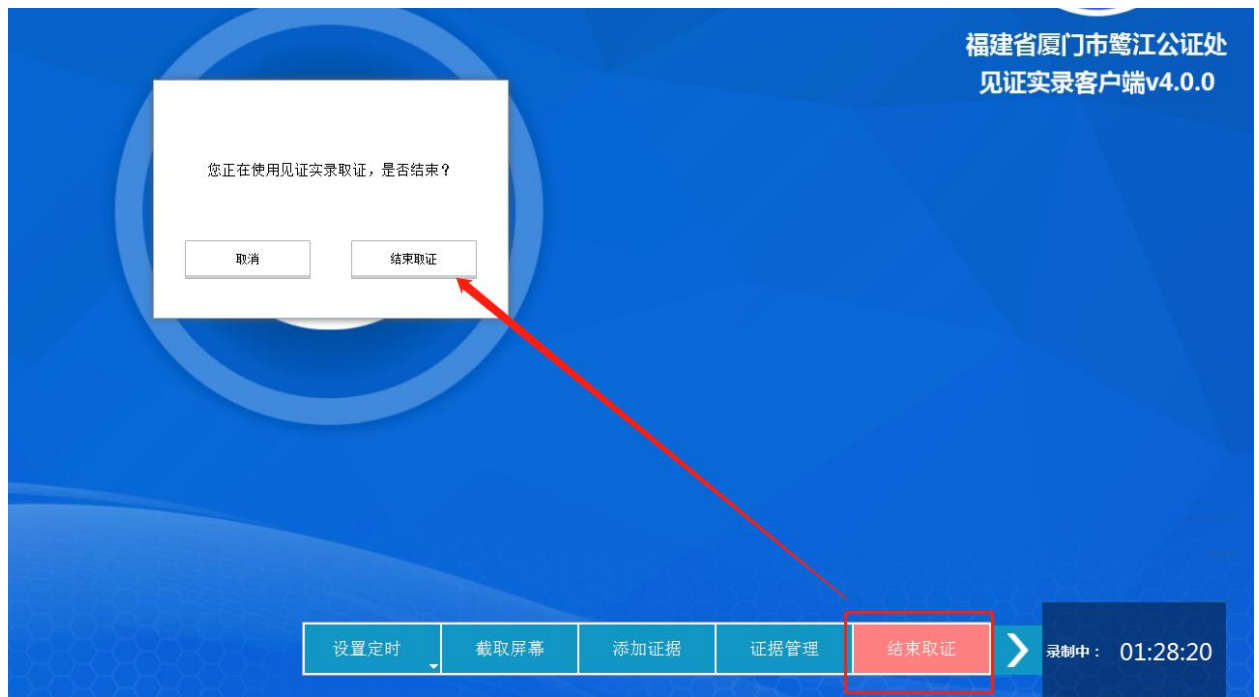 福建省厦门市鹭江公证处
见证实录客户端v4.0.0
您正在使用见证实录取证，是否结束？
取消
结束取证
设置定时
截取屏幕
添加证据
证据管理
结束取证
录制中：
01:28:20